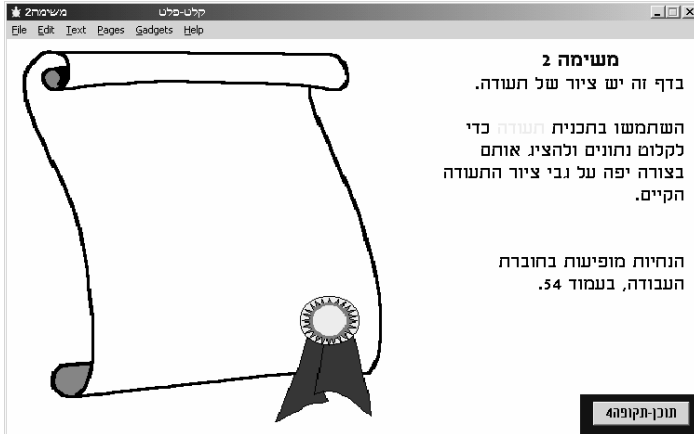 משימה2
קלט-פלט
File Edit Text Pages Gadgets Help
משימה 2
בדף זה יש ציור של תעודה.
השתמשו בתכנית תעודה כדי
לקלוט נתונים ולהציג אותם
בצורה יפה על גבי ציור התעודה
הקיים.
הנחיות מופיעות בחוברת
העבודה, בעמוד 54.
תוכן-תקופה4